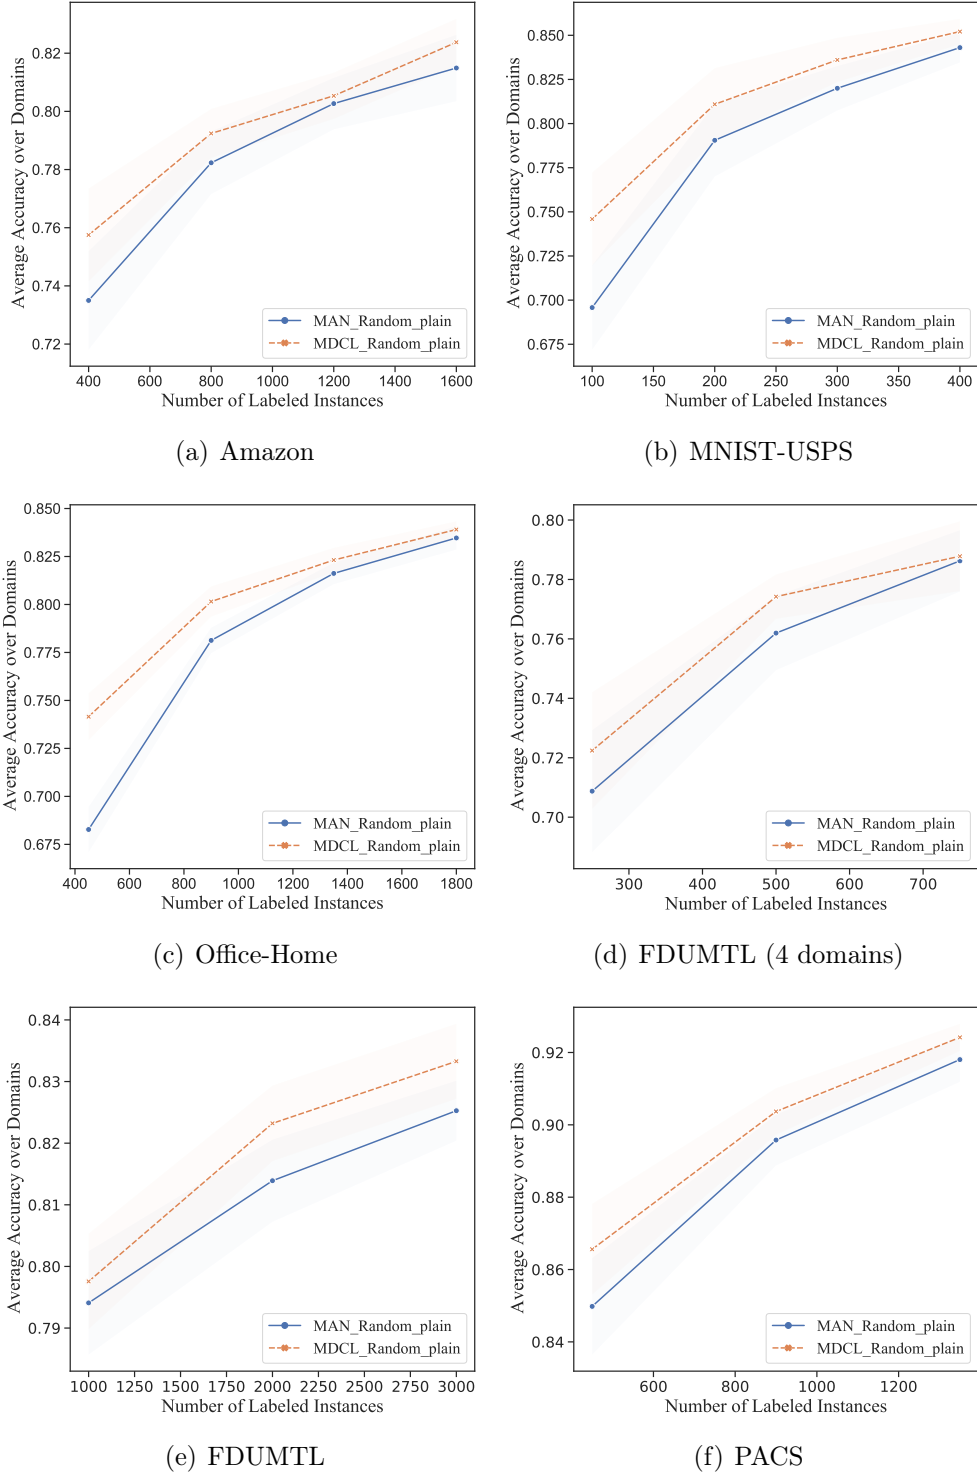 Average Accuracy over Domains
0.82
0.80
0.78
0.76
0.74
0.72
400 600 800 1000 1200 1400 1600
Number of Labeled Instances
MAN_Random_plain
MDCL_Random_plain
(a) Amazon
Average Accuracy over Domains
0.850
0.825
0.800
0.775
0.750
0.725
0.700
0.675
100 150 200 250 300 350 400
Number of Labeled Instances
MAN_Random_plain
MDCL_Random_plain
(b) MNIST-USPS
Average Accuracy over Domains
0.850
0.825
0.800
0.775
0.750
0.725
0.700
0.675
400 600 800 1000 1200 1400 1600 1800
Number of Labeled Instances
MAN_Random_plain
MDCL_Random_plain
(c) Office-Home
Average Accuracy over Domains
0.80
0.78
0.76
0.74
0.72
0.70
300 400 500 600 700
Number of Labeled Instances
MAN_Random_plain
MDCL_Random_plain
(d) FDUMTL (4 domains)
Average Accuracy over Domains
0.84
0.83
0.82
0.81
0.80
0.79
1000 1250 1500 1750 2000 2250 2500 2750 3000
Number of Labeled Instances
MAN_Random_plain
MDCL_Random_plain
(e) FDUMTL
Average Accuracy over Domains
0.92
0.90
0.88
0.86
0.84
600 800 1000 1200
Number of Labeled Instances
MAN_Random_plain
MDCL_Random_plain
(f) PACS